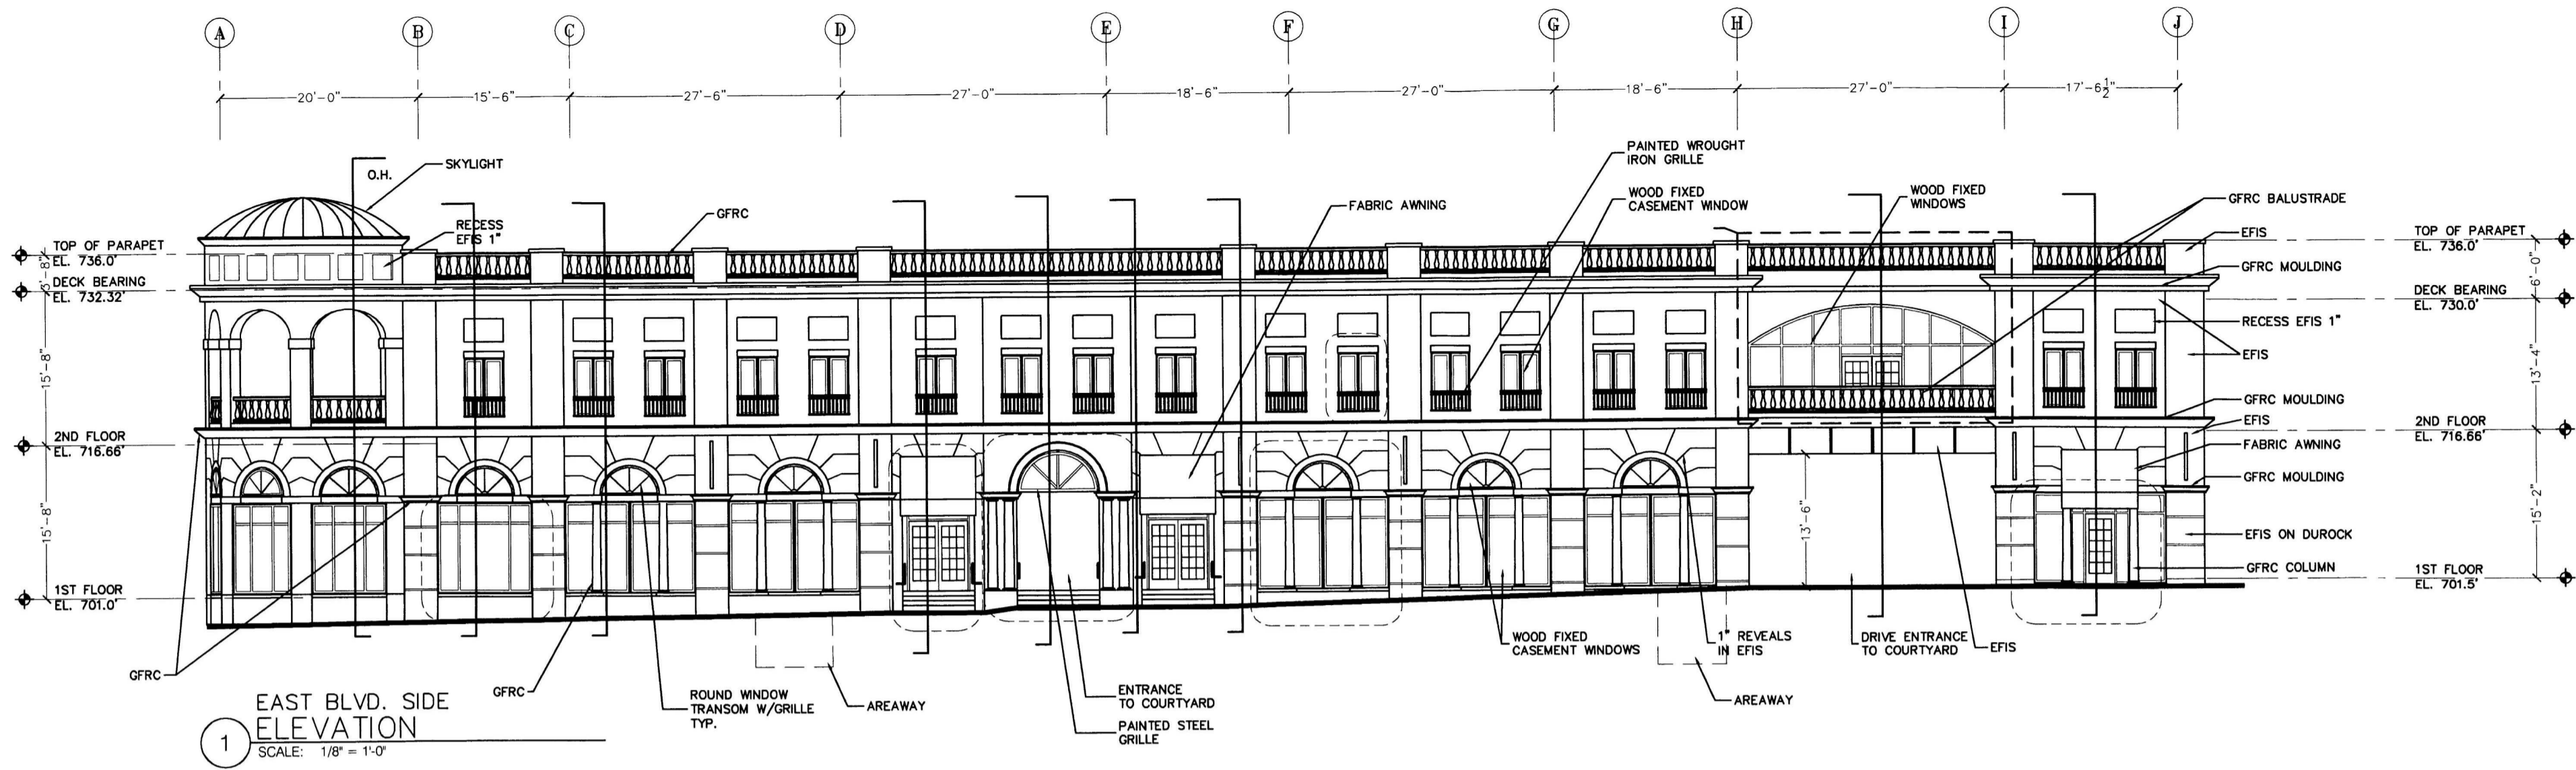 A
B
C
D
E
F
G
H
I
J
20'-0"
15'-6"
27'-6"
27'-0"
18'-6"
27'-0"
18'-6"
27'-0"
17'-6 1/2"
SKYLIGHT
O.H.
RECESS
EFIS 1"
GFRC
FABRIC AWNING
PAINTED WROUGHT
IRON GRILLE
WOOD FIXED
CASEMENT WINDOW
WOOD FIXED
WINDOWS
GFRC BALUSTRADE
TOP OF PARAPET
EL. 736.0'
3'-8"
DECK BEARING
EL. 732.32'
15'-8"
2ND FLOOR
EL. 716.66'
15'-8"
1ST FLOOR
EL. 701.0'
EFIS
GFRC MOULDING
RECESS EFIS 1"
EFIS
GFRC MOULDING
EFIS
FABRIC AWNING
GFRC MOULDING
EFIS ON DUROCK
GFRC COLUMN
TOP OF PARAPET
EL. 736.0'
6'-0"
DECK BEARING
EL. 730.0'
13'-4"
2ND FLOOR
EL. 716.66'
15'-2"
1ST FLOOR
EL. 701.5'
13'-6"
GFRC
GFRC
ROUND WINDOW
TRANSOM W/GRILLE
TYP.
AREAWAY
ENTRANCE
TO COURTYARD
PAINTED STEEL
GRILLE
WOOD FIXED
CASEMENT WINDOWS
1" REVEALS
IN EFIS
AREAWAY
DRIVE ENTRANCE
TO COURTYARD
EFIS
1
EAST BLVD. SIDE
ELEVATION
SCALE: 1/8" = 1'-0"